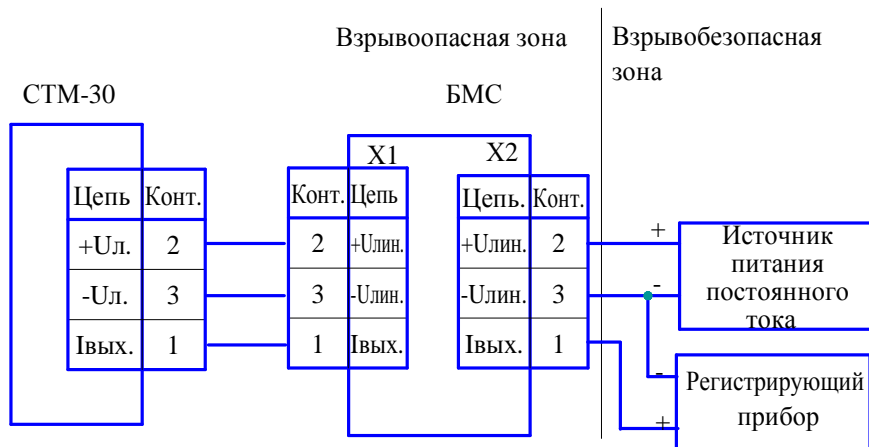 Взрывоопасная зона
Взрывобезопасная
зона
СТМ-30
БМС
X1
X2
Цепь Конт.
+Uл. 2
-Uл. 3
Iвых. 1
Конт. Цепь
2 +Uлин.
3 -Uлин.
1 Iвых.
Цепь. Конт.
+Uлин. 2
-Uлин. 3
Iвых. 1
+
-
Источник
питания
постоянного
тока
-
+
Регистрирующий
прибор